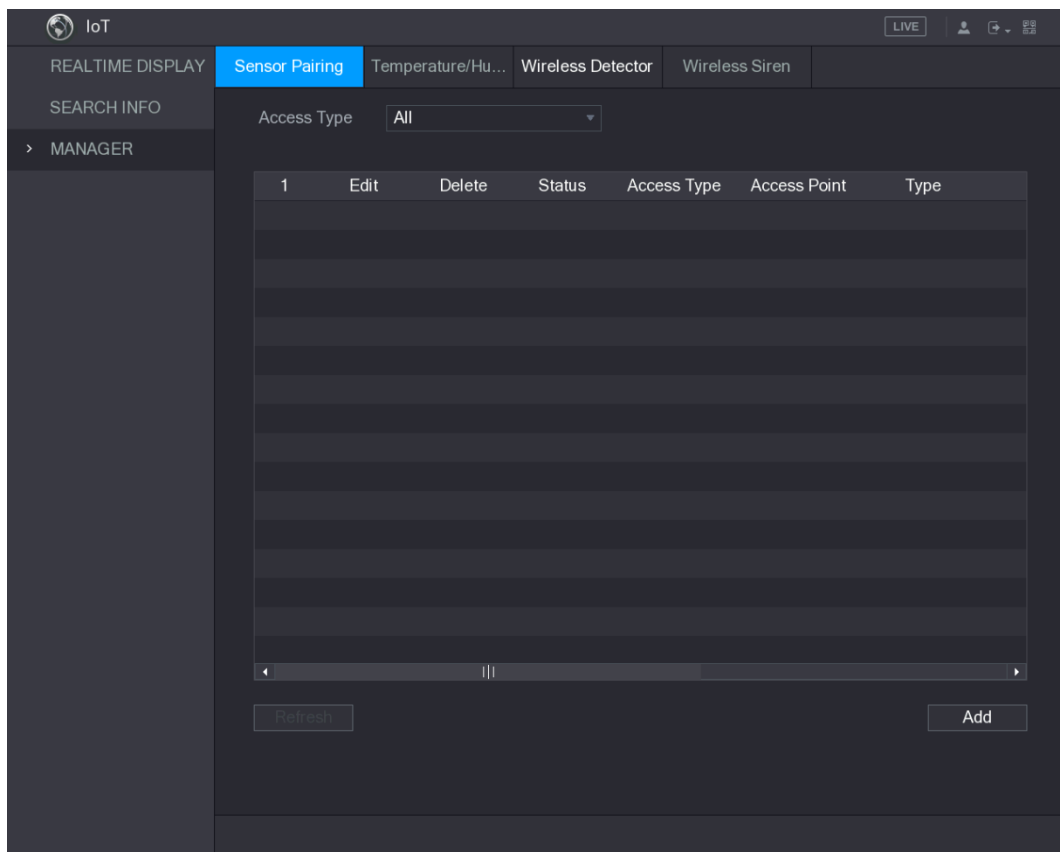 IoT LIVE
REALTIME DISPLAY
SEARCH INFO
MANAGER
Sensor Pairing Temperature/Hu... Wireless Detector Wireless Siren
Access Type All
1 Edit Delete Status Access Type Access Point Type
Refresh Add